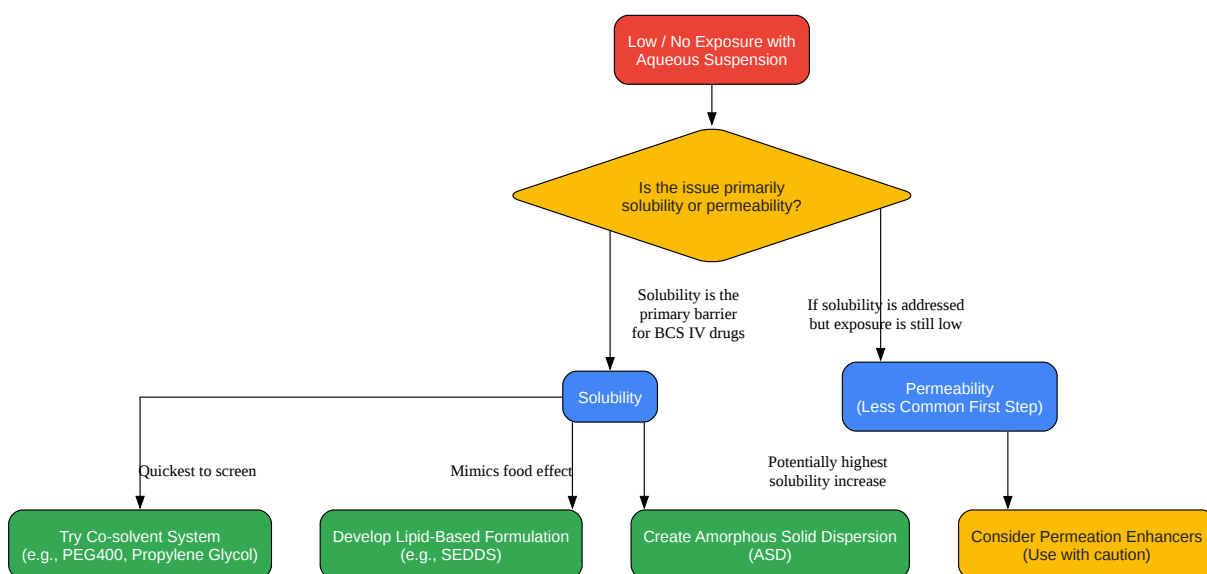 Low / No Exposure with
Aqueous Suspension
Is the issue primarily
solubility or permeability?
Solubility is the
primary barrier
for BCS IV drugs
If solubility is addressed
but exposure is still low
Solubility
Permeability
(Less Common First Step)
Quickest to screen
Mimics food effect
Potentially highest
solubility increase
Try Co-solvent System
(e.g., PEG400, Propylene Glycol)
Develop Lipid-Based Formulation
(e.g., SEDDS)
Create Amorphous Solid Dispersion
(ASD)
Consider Permeation Enhancers
(Use with caution)